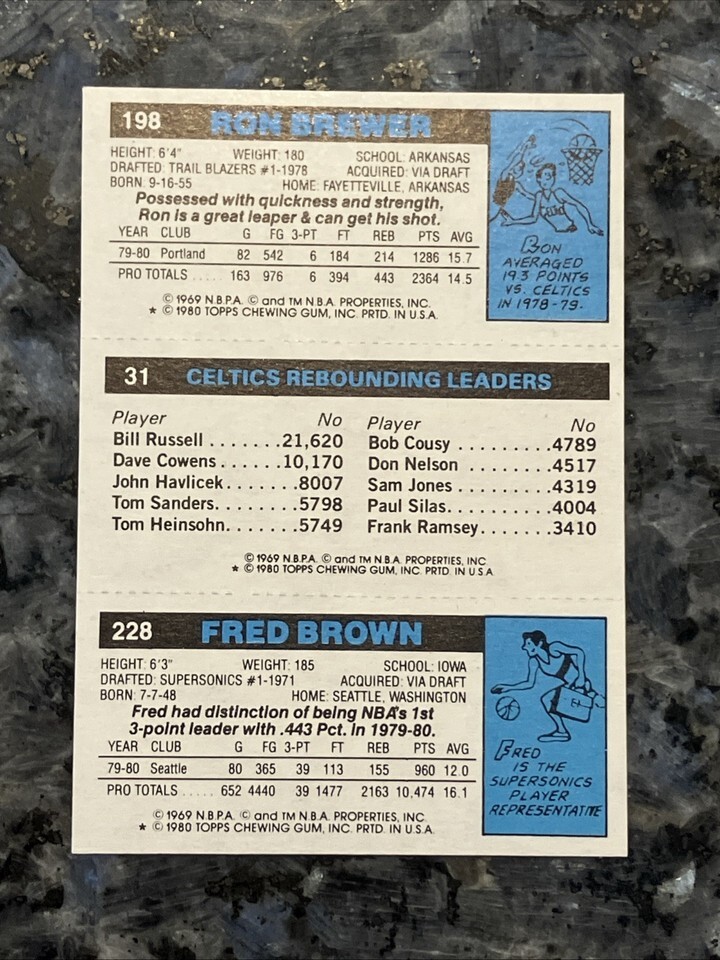 198 RON BREWER
HEIGHT: 6'4" WEIGHT: 180 SCHOOL: ARKANSAS
DRAFTED: TRAIL BLAZERS #1-1978 ACQUIRED: VIA DRAFT
BORN: 9-16-55 HOME: FAYETTEVILLE, ARKANSAS
Possessed with quickness and strength,
Ron is a great leaper & can get his shot.
YEAR CLUB G FG 3-PT FT REB PTS AVG
79-80 Portland 82 542 6 184 214 1286 15.7
PRO TOTALS ..... 163 976 6 394 443 2364 14.5
© 1969 N.B.P.A. © and TM N.B.A. PROPERTIES, INC.
* © 1980 TOPPS CHEWING GUM, INC. PRTD. IN U.S.A.
RON
AVERAGED
19.3 POINTS
VS. CELTICS
IN 1978-79.
31 CELTICS REBOUNDING LEADERS
Player No
Bill Russell .......21,620
Dave Cowens ......10,170
John Havlicek.......8007
Tom Sanders........5798
Tom Heinsohn.......5749
Player No
Bob Cousy .........4789
Don Nelson ........4517
Sam Jones .........4319
Paul Silas..........4004
Frank Ramsey.......3410
© 1969 N.B.P.A. © and TM N.B.A. PROPERTIES, INC.
* © 1980 TOPPS CHEWING GUM, INC. PRTD. IN U.S.A.
228 FRED BROWN
HEIGHT: 6'3" WEIGHT: 185 SCHOOL: IOWA
DRAFTED: SUPERSONICS #1-1971 ACQUIRED: VIA DRAFT
BORN: 7-7-48 HOME: SEATTLE, WASHINGTON
Fred had distinction of being NBA's 1st
3-point leader with .443 Pct. in 1979-80.
YEAR CLUB G FG 3-PT FT REB PTS AVG
79-80 Seattle 80 365 39 113 155 960 12.0
PRO TOTALS ..... 652 4440 39 1477 2163 10,474 16.1
© 1969 N.B.P.A. © and TM N.B.A. PROPERTIES, INC.
* © 1980 TOPPS CHEWING GUM, INC. PRTD. IN U.S.A.
FRED
IS THE
SUPERSONICS
PLAYER
REPRESENTATIVE